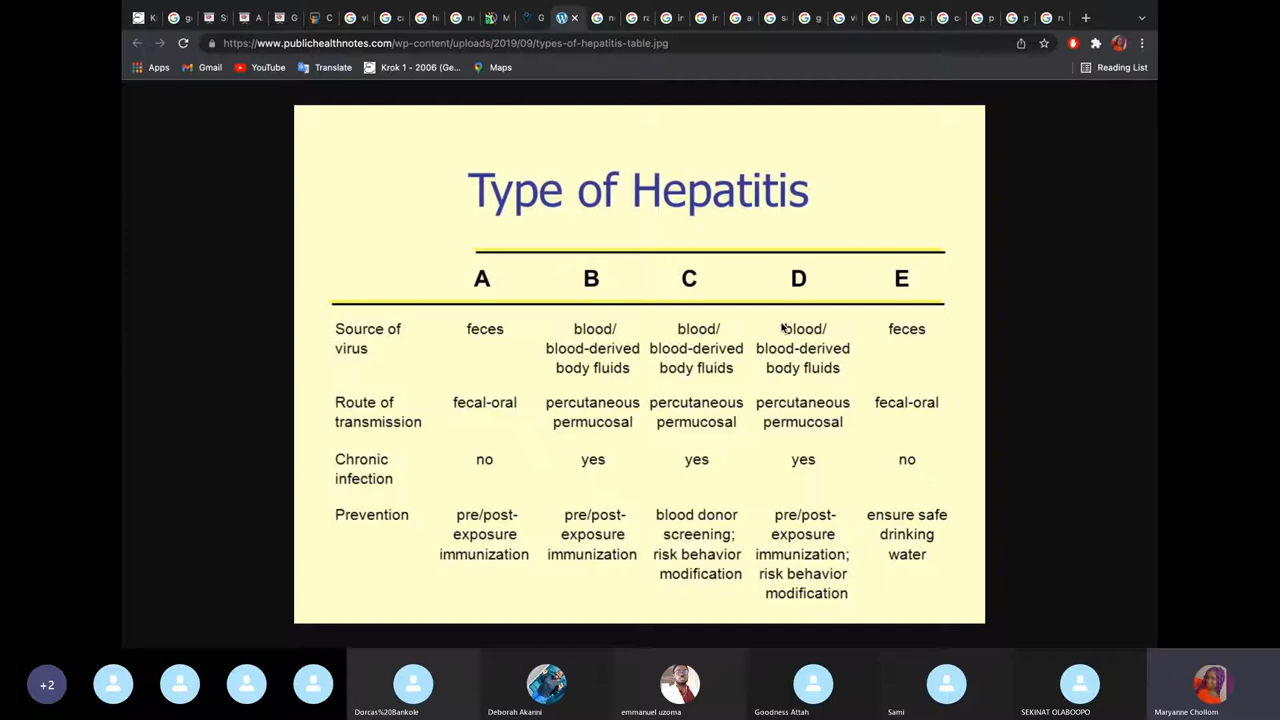 https://www.publichealthnotes.com/wp-content/uploads/2019/09/types-of-hepatitis-table.jpg
Apps Gmail YouTube Translate Krok 1 - 2006 (Ge... Maps Reading List
Type of Hepatitis
A B C D E
Source of virus feces blood/ blood-derived body fluids blood/ blood-derived body fluids blood/ blood-derived body fluids feces
Route of transmission fecal-oral percutaneous permucosal percutaneous permucosal percutaneous permucosal fecal-oral
Chronic infection no yes yes yes no
Prevention pre/post-exposure immunization pre/post-exposure immunization blood donor screening; risk behavior modification pre/post-exposure immunization; risk behavior modification ensure safe drinking water
+2
Dorcas%20Bankole Deborah Akanni emmanuel uzoma Goodness Attah Sami SEKINAT OLABOOPO Maryanne Chollom